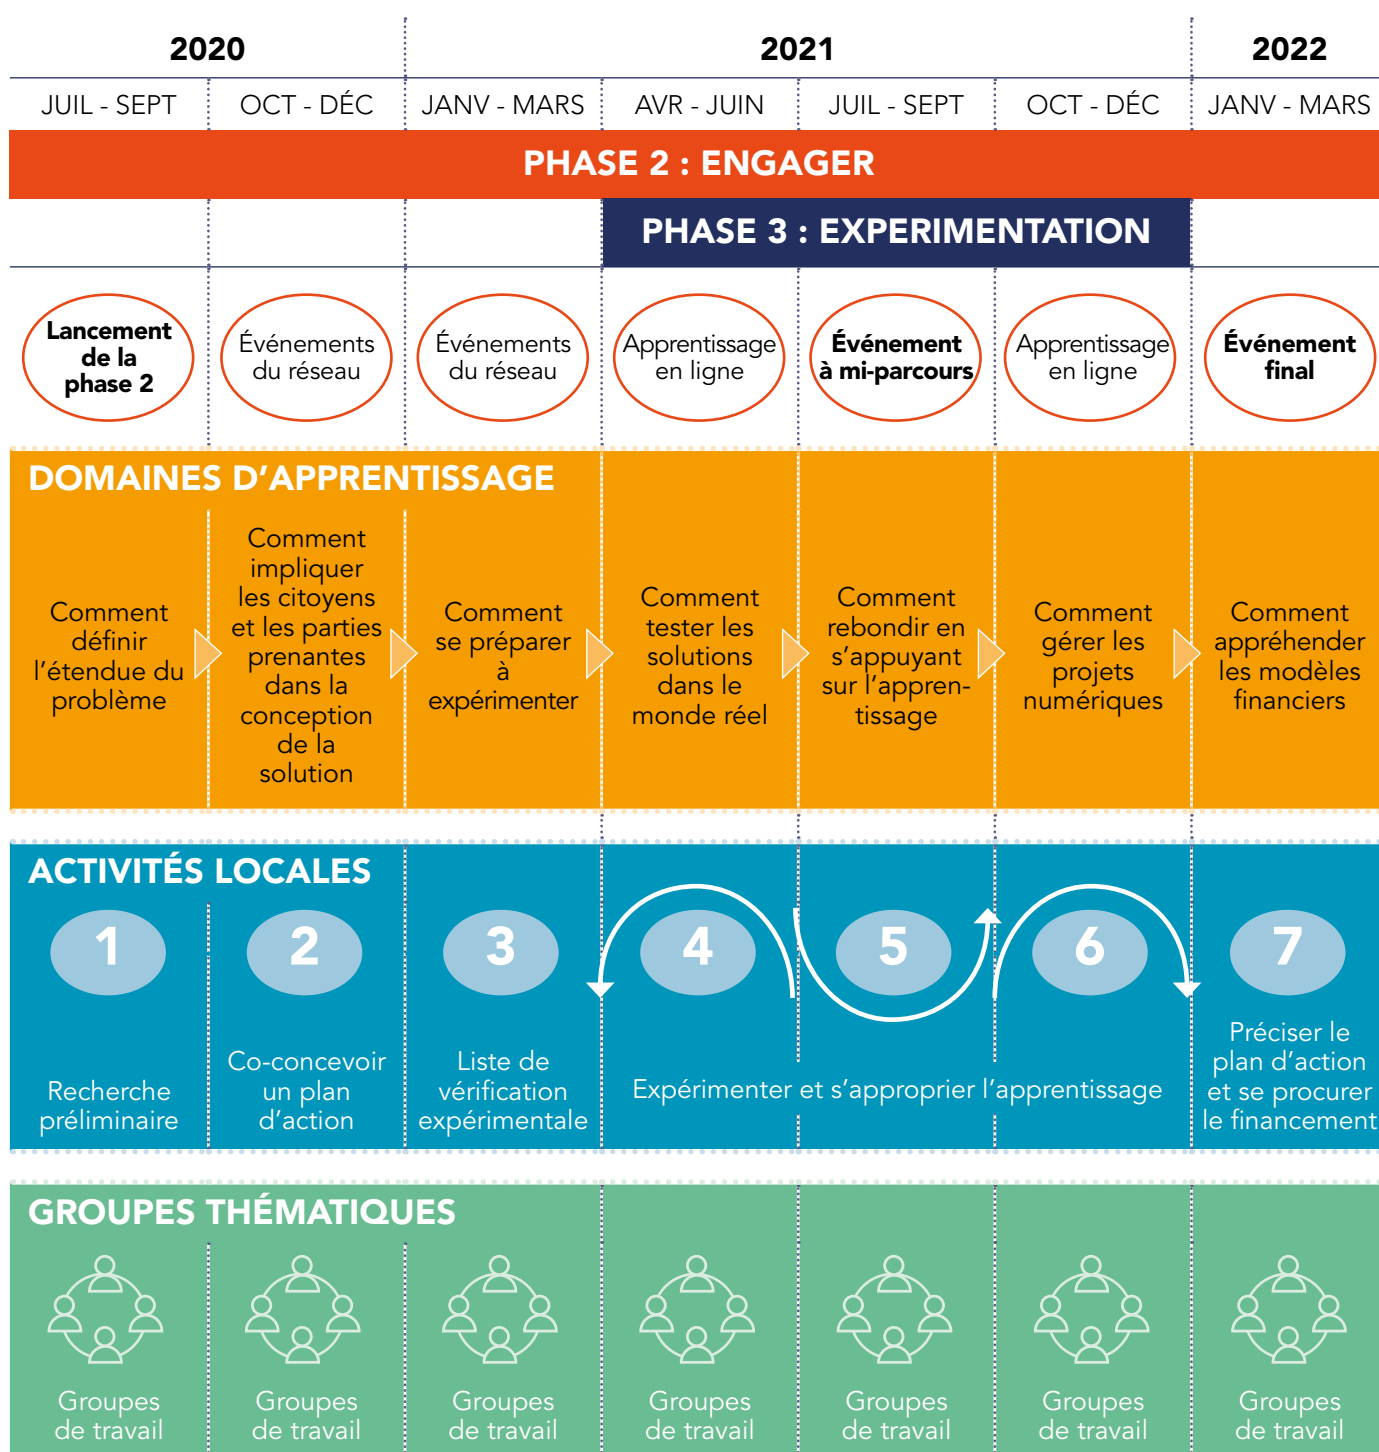 2020
2021
2022
JUIL - SEPT
OCT - DÉC
JANV - MARS
AVR - JUIN
JUIL - SEPT
OCT - DÉC
JANV - MARS
PHASE 2 : ENGAGER
PHASE 3 : EXPERIMENTATION
Lancement
de la
phase 2
Événements
du réseau
Événements
du réseau
Apprentissage
en ligne
Événement
à mi-parcours
Apprentissage
en ligne
Événement
final
DOMAINES D’APPRENTISSAGE
Comment
définir
l’étendue du
problème
Comment
impliquer
les citoyens
et les parties
prenantes
dans la
conception
de la
solution
Comment
se préparer
à
expérimenter
Comment
tester les
solutions
dans le
monde réel
Comment
rebondir en
s’appuyant
sur l’appren-
tissage
Comment
gérer les
projets
numériques
Comment
appréhender
les modèles
financiers
ACTIVITÉS LOCALES
1
2
3
4
5
6
7
Recherche
préliminaire
Co-concevoir
un plan
d’action
Liste de
vérification
expérimentale
Expérimenter et s’approprier l’apprentissage
Préciser le
plan d’action
et se procurer
le financement
GROUPES THÉMATIQUES
Groupes
de travail
Groupes
de travail
Groupes
de travail
Groupes
de travail
Groupes
de travail
Groupes
de travail
Groupes
de travail